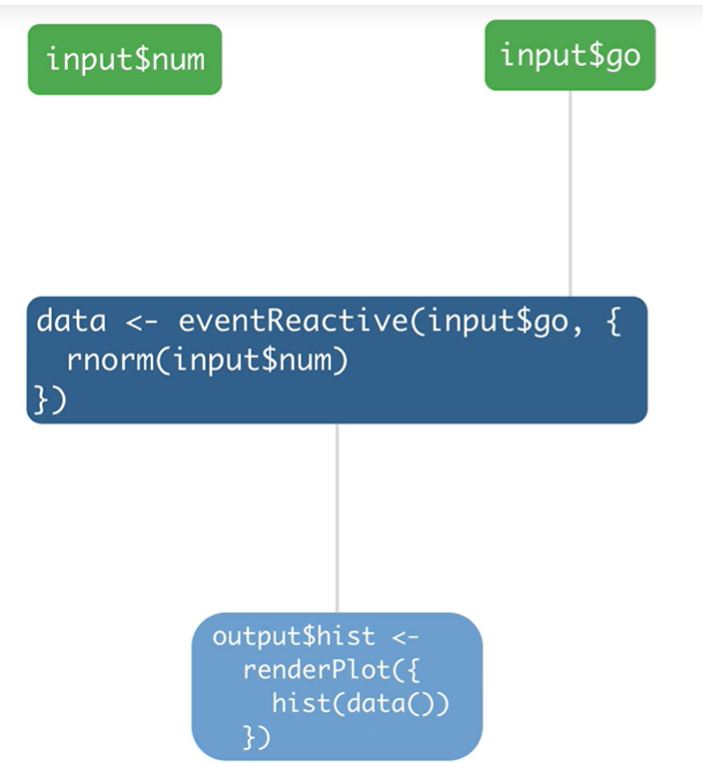 input$num
input$go
data <- eventReactive(input$go, {
  rnorm(input$num)
})
output$hist <-
  renderPlot({
    hist(data())
  })